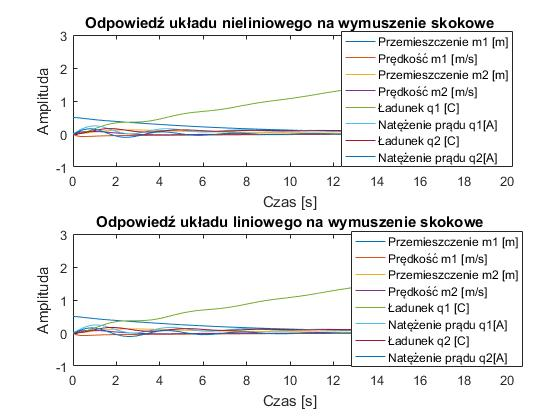 Odpowiedź układu nieliniowego na wymuszenie skokowe
3
2
1
0
-1
Amplituda
Przemieszczenie m1 [m]
Prędkość m1 [m/s]
Przemieszczenie m2 [m]
Prędkość m2 [m/s]
Ładunek q1 [C]
Natężenie prądu q1[A]
Ładunek q2 [C]
Natężenie prądu q2[A]
0 2 4 6 8 10 12 14 16 18 20
Czas [s]
Odpowiedź układu liniowego na wymuszenie skokowe
3
2
1
0
-1
Amplituda
Przemieszczenie m1 [m]
Prędkość m1 [m/s]
Przemieszczenie m2 [m]
Prędkość m2 [m/s]
Ładunek q1 [C]
Natężenie prądu q1[A]
Ładunek q2 [C]
Natężenie prądu q2[A]
0 2 4 6 8 10 12 14 16 18 20
Czas [s]